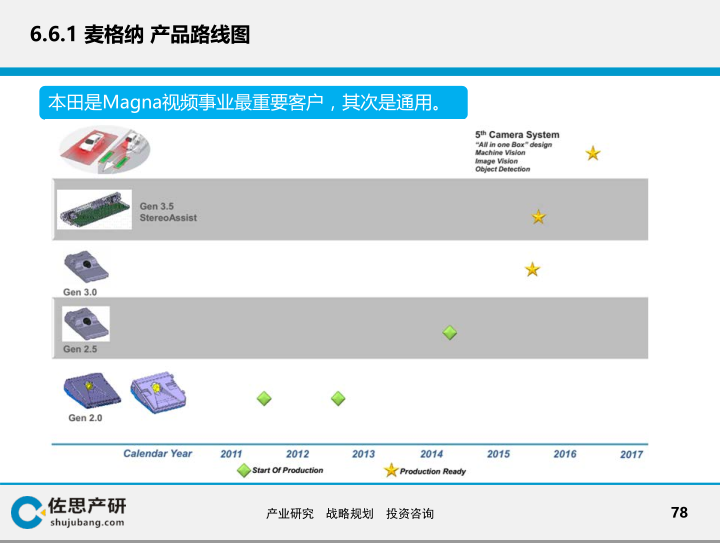 6.6.1 麦格纳 产品路线图
本田是Magna视频事业最重要客户，其次是通用。
5th Camera System
“All in one Box” design
Machine Vision
Image Vision
Object Detection
Gen 3.5
StereoAssist
Gen 3.0
Gen 2.5
Gen 2.0
Calendar Year 2011 2012 2013 2014 2015 2016 2017
Start Of Production Production Ready
佐思产研
shujubang.com
产业研究 战略规划 投资咨询
78